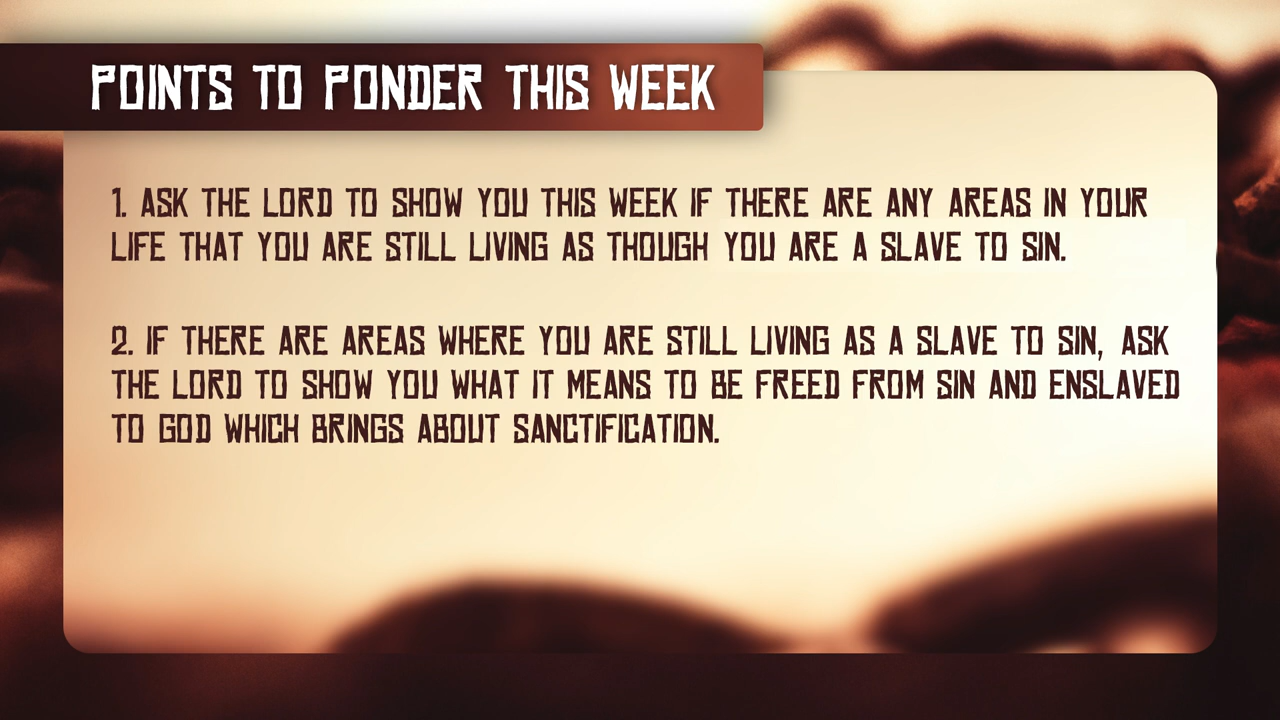 POINTS TO PONDER THIS WEEK
1. ASK THE LORD TO SHOW YOU THIS WEEK IF THERE ARE ANY AREAS IN YOUR
LIFE THAT YOU ARE STILL LIVING AS THOUGH YOU ARE A SLAVE TO SIN.
2. IF THERE ARE AREAS WHERE YOU ARE STILL LIVING AS A SLAVE TO SIN, ASK
THE LORD TO SHOW YOU WHAT IT MEANS TO BE FREED FROM SIN AND ENSLAVED
TO GOD WHICH BRINGS ABOUT SANCTIFICATION.